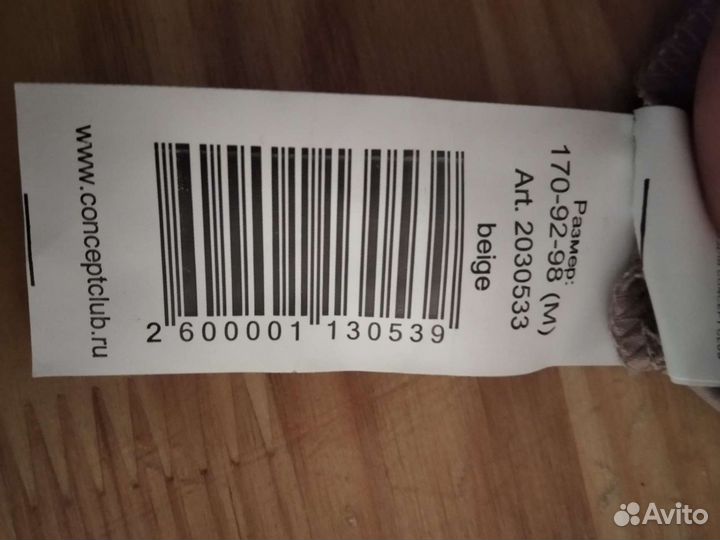 Размер:
170-92-98 (M)
Art. 2030533
beige
2 600001 130539
www.conceptclub.ru
Avito